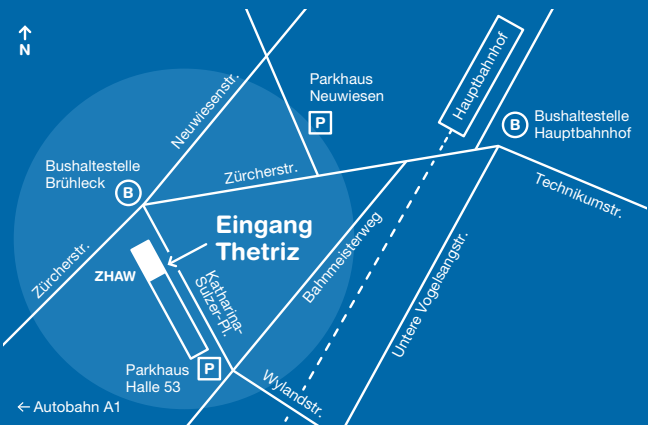 N
Neuwiesenstr.
Parkhaus
Neuwiesen
P
Hauptbahnhof
B
Bushaltestelle
Hauptbahnhof
Bushaltestelle
Brühleck
B
Zürcherstr.
Technikumstr.
Eingang
Thetriz
Zürcherstr.
ZHAW
Katharina-
Sulzer-Pl.
Bahnmeisterweg
Untere Vogelsangstr.
Parkhaus
Halle 53
P
Wylandstr.
← Autobahn A1